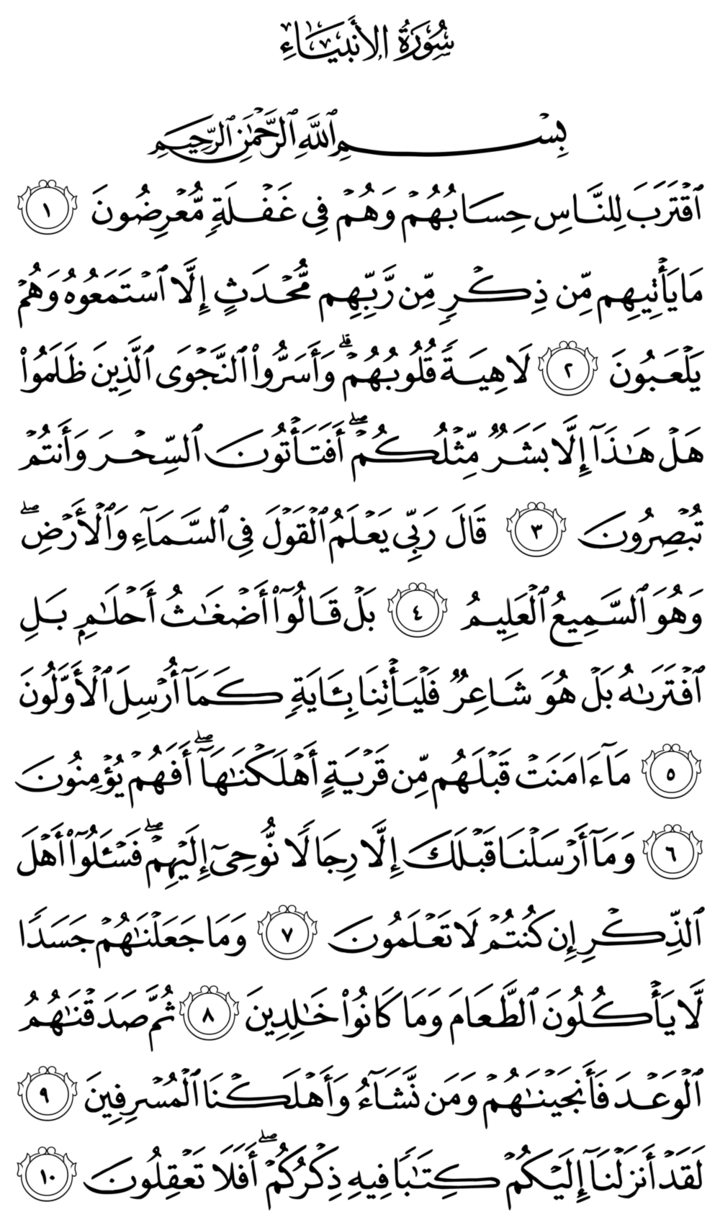 سُورَةُ الأَنبِيَاءِ
بِسْمِ ٱللَّهِ ٱلرَّحْمَٰنِ ٱلرَّحِيمِ
ٱقْتَرَبَ لِلنَّاسِ حِسَابُهُمْ وَهُمْ فِى غَفْلَةٍ مُّعْرِضُونَ ١
مَا يَأْتِيهِم مِّن ذِكْرٍ مِّن رَّبِّهِم مُّحْدَثٍ إِلَّا ٱسْتَمَعُوهُ وَهُمْ
يَلْعَبُونَ ٢ لَاهِيَةً قُلُوبُهُمْ ۗ وَأَسَرُّوا۟ ٱلنَّجْوَى ٱلَّذِينَ ظَلَمُوا۟
هَلْ هَٰذَآ إِلَّا بَشَرٌ مِّثْلُكُمْ ۖ أَفَتَأْتُونَ ٱلسِّحْرَ وَأَنتُمْ
تُبْصِرُونَ ٣ قَالَ رَبِّى يَعْلَمُ ٱلْقَوْلَ فِى ٱلسَّمَآءِ وَٱلْأَرْضِ ۖ
وَهُوَ ٱلسَّمِيعُ ٱلْعَلِيمُ ٤ بَلْ قَالُوٓا۟ أَضْغَٰثُ أَحْلَٰمٍۭ بَلِ
ٱفْتَرَىٰهُ بَلْ هُوَ شَاعِرٌ فَلْيَأْتِنَا بِـَٔايَةٍ كَمَآ أُرْسِلَ ٱلْأَوَّلُونَ
٥ مَآ ءَامَنَتْ قَبْلَهُم مِّن قَرْيَةٍ أَهْلَكْنَٰهَآ ۖ أَفَهُمْ يُؤْمِنُونَ
٦ وَمَآ أَرْسَلْنَا قَبْلَكَ إِلَّا رِجَالًا نُّوحِىٓ إِلَيْهِمْ ۖ فَسْـَٔلُوٓا۟ أَهْلَ
ٱلذِّكْرِ إِن كُنتُمْ لَا تَعْلَمُونَ ٧ وَمَا جَعَلْنَٰهُمْ جَسَدًا
لَّا يَأْكُلُونَ ٱلطَّعَامَ وَمَا كَانُوا۟ خَٰلِدِينَ ٨ ثُمَّ صَدَقْنَٰهُمُ
ٱلْوَعْدَ فَأَنجَيْنَٰهُمْ وَمَن نَّشَآءُ وَأَهْلَكْنَا ٱلْمُسْرِفِينَ ٩
لَقَدْ أَنزَلْنَآ إِلَيْكُمْ كِتَٰبًا فِيهِ ذِكْرُكُمْ ۖ أَفَلَا تَعْقِلُونَ ١٠